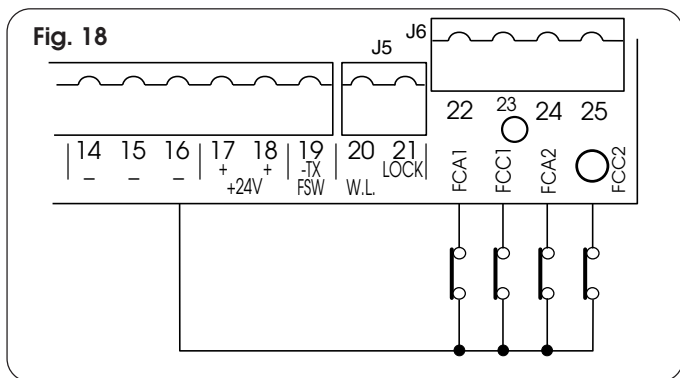 Fig. 18
J5
J6
14 15 16 17 18 19 20 21
– – – + + -TX LOCK
+24V FSW W.L.
22 23 24 25
FCA1 FCC1 FCA2 FCC2